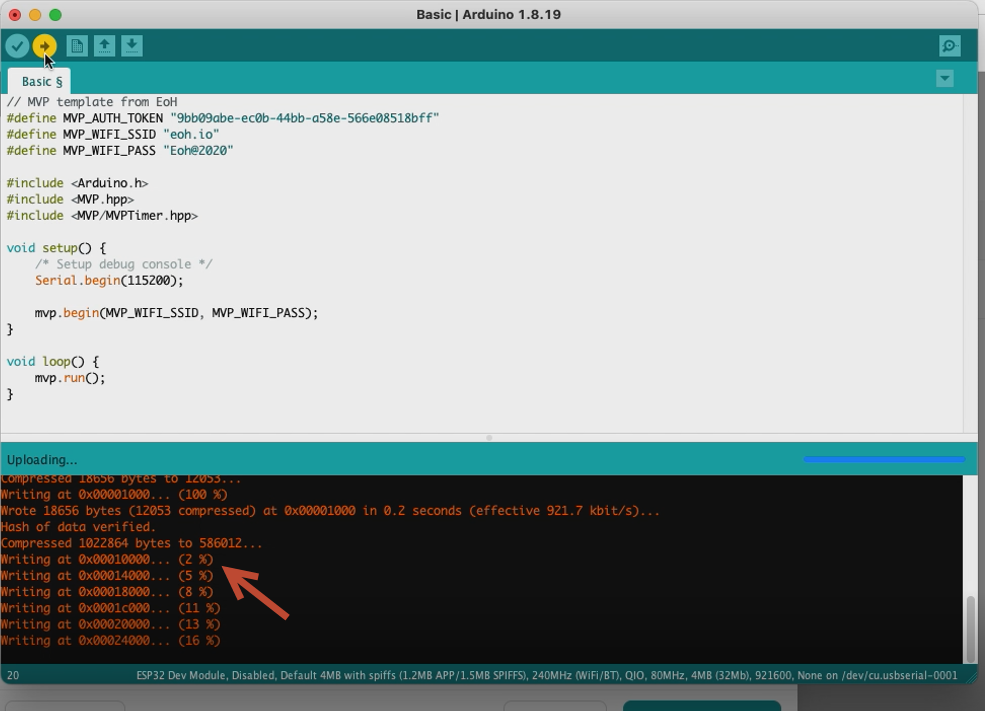 Basic | Arduino 1.8.19
Basic §
// MVP template from EoH
#define MVP_AUTH_TOKEN "9bb09abe-ec0b-44bb-a58e-566e08518bff"
#define MVP_WIFI_SSID "eoh.io"
#define MVP_WIFI_PASS "Eoh@2020"
#include <Arduino.h>
#include <MVP.hpp>
#include <MVP/MVPTimer.hpp>
void setup() {
/* Setup debug console */
Serial.begin(115200);
mvp.begin(MVP_WIFI_SSID, MVP_WIFI_PASS);
}
void loop() {
mvp.run();
}
Uploading...
Compressed 18656 bytes to 12053...
Writing at 0x00001000... (100 %)
Wrote 18656 bytes (12053 compressed) at 0x00001000 in 0.2 seconds (effective 921.7 kbit/s)...
Hash of data verified.
Compressed 1022864 bytes to 586012...
Writing at 0x00010000... (2 %)
Writing at 0x00014000... (5 %)
Writing at 0x00018000... (8 %)
Writing at 0x0001c000... (11 %)
Writing at 0x00020000... (13 %)
Writing at 0x00024000... (16 %)
20 ESP32 Dev Module, Disabled, Default 4MB with spiffs (1.2MB APP/1.5MB SPIFFS), 240MHz (WiFi/BT), QIO, 80MHz, 4MB (32Mb), 921600, None on /dev/cu.usbserial-0001